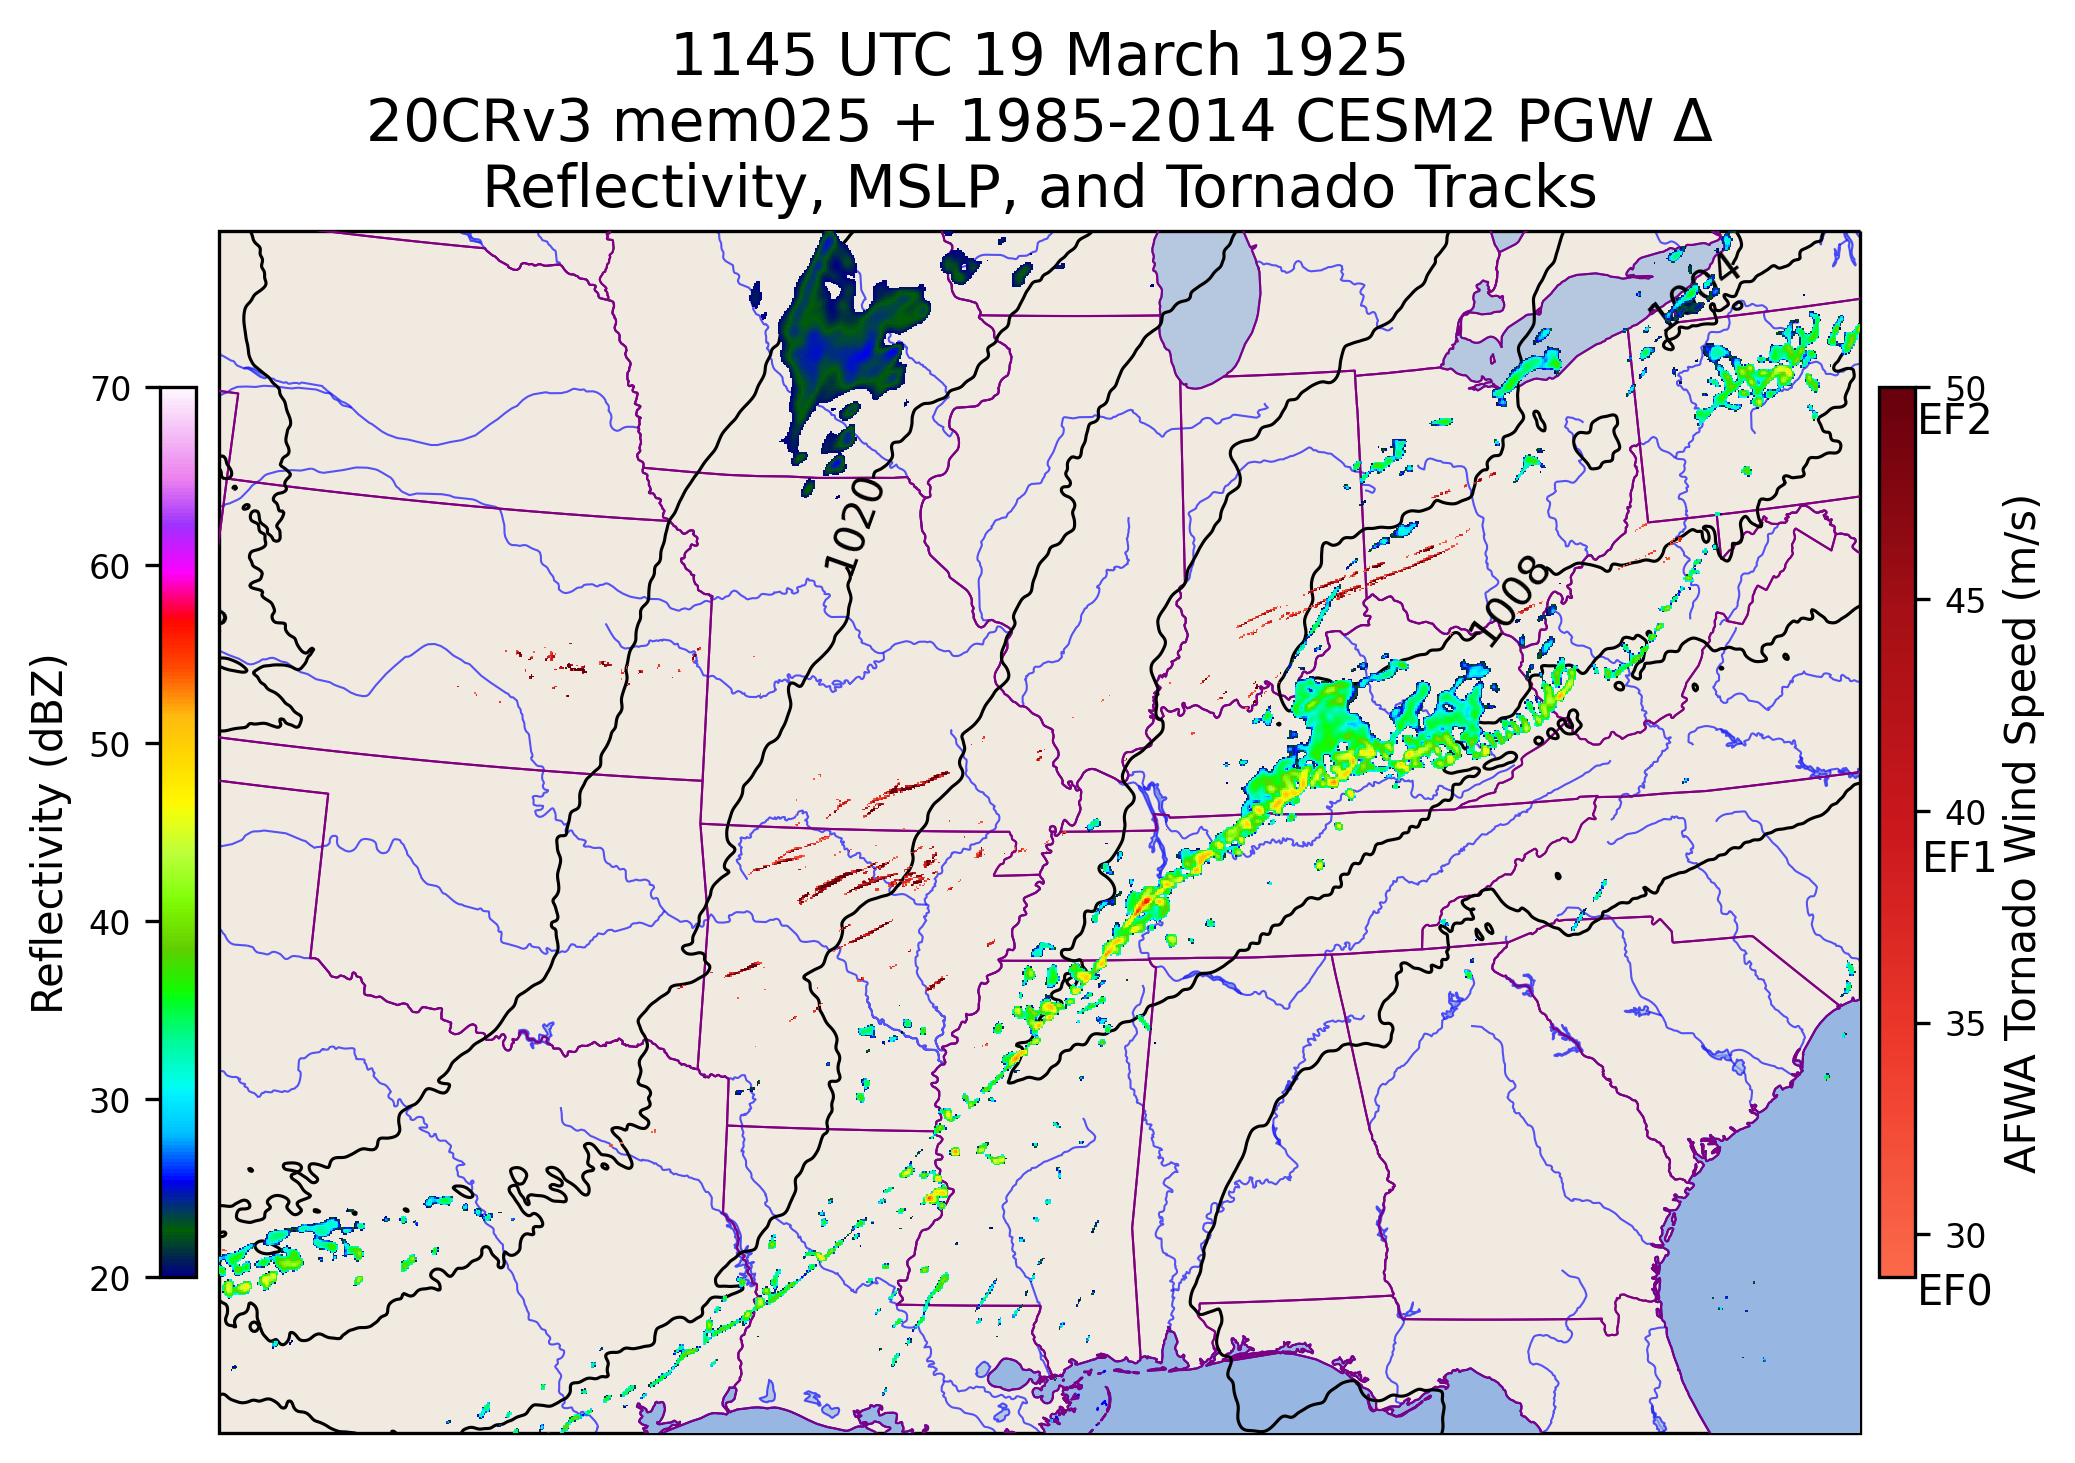 1145 UTC 19 March 1925
20CRv3 mem025 + 1985-2014 CESM2 PGW Δ
Reflectivity, MSLP, and Tornado Tracks
Reflectivity (dBZ)
70
60
50
40
30
20
1004
1020
1008
50
EF2
45
40
EF1
35
30
EF0
AFWA Tornado Wind Speed (m/s)